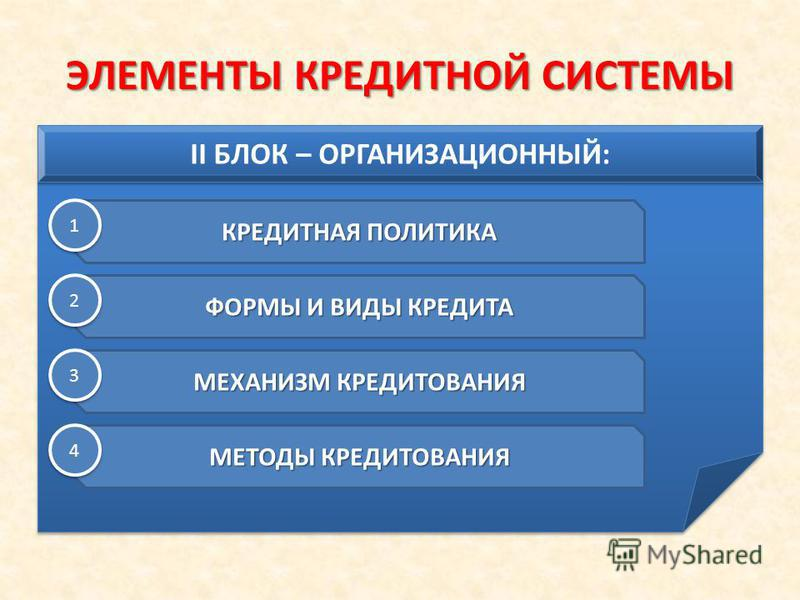 ЭЛЕМЕНТЫ КРЕДИТНОЙ СИСТЕМЫ
II БЛОК – ОРГАНИЗАЦИОННЫЙ:
1
КРЕДИТНАЯ ПОЛИТИКА
2
ФОРМЫ И ВИДЫ КРЕДИТА
3
МЕХАНИЗМ КРЕДИТОВАНИЯ
4
МЕТОДЫ КРЕДИТОВАНИЯ
MyShared